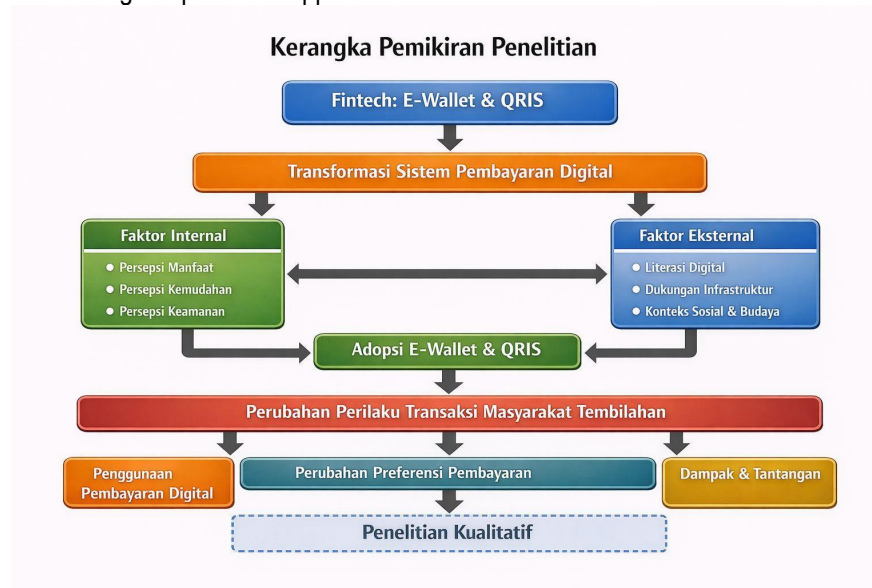 Kerangka Pemikiran Penelitian
Fintech: E-Wallet & QRIS
Transformasi Sistem Pembayaran Digital
Faktor Internal
Persepsi Manfaat
Persepsi Kemudahan
Persepsi Keamanan
Faktor Eksternal
Literasi Digital
Dukungan Infrastruktur
Konteks Sosial & Budaya
Adopsi E-Wallet & QRIS
Perubahan Perilaku Transaksi Masyarakat Tembilahan
Penggunaan
Pembayaran Digital
Perubahan Preferensi Pembayaran
Dampak & Tantangan
Penelitian Kualitatif